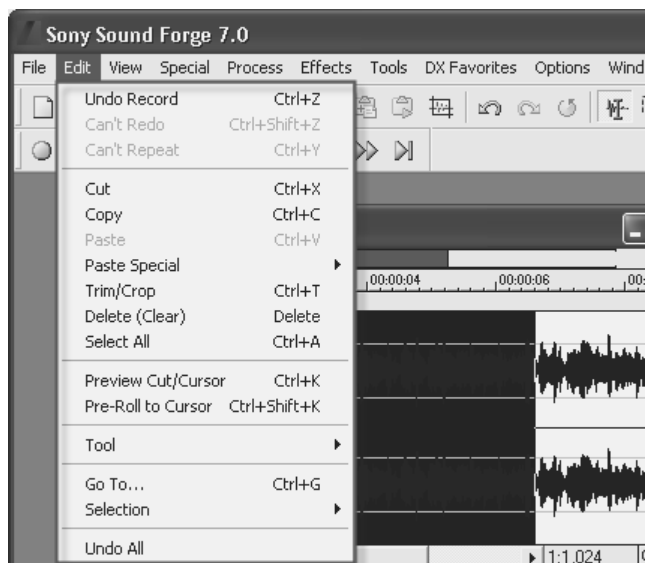 Sony Sound Forge 7.0
File Edit View Special Process Effects Tools DX Favorites Options Wind
Undo Record Ctrl+Z
Can't Redo Ctrl+Shift+Z
Can't Repeat Ctrl+Y
Cut Ctrl+X
Copy Ctrl+C
Paste Ctrl+V
Paste Special
Trim/Crop Ctrl+T
Delete (Clear) Delete
Select All Ctrl+A
Preview Cut/Cursor Ctrl+K
Pre-Roll to Cursor Ctrl+Shift+K
Tool
Go To... Ctrl+G
Selection
Undo All
,00:00:04 ,00:00:06 ,00:
1:1,024